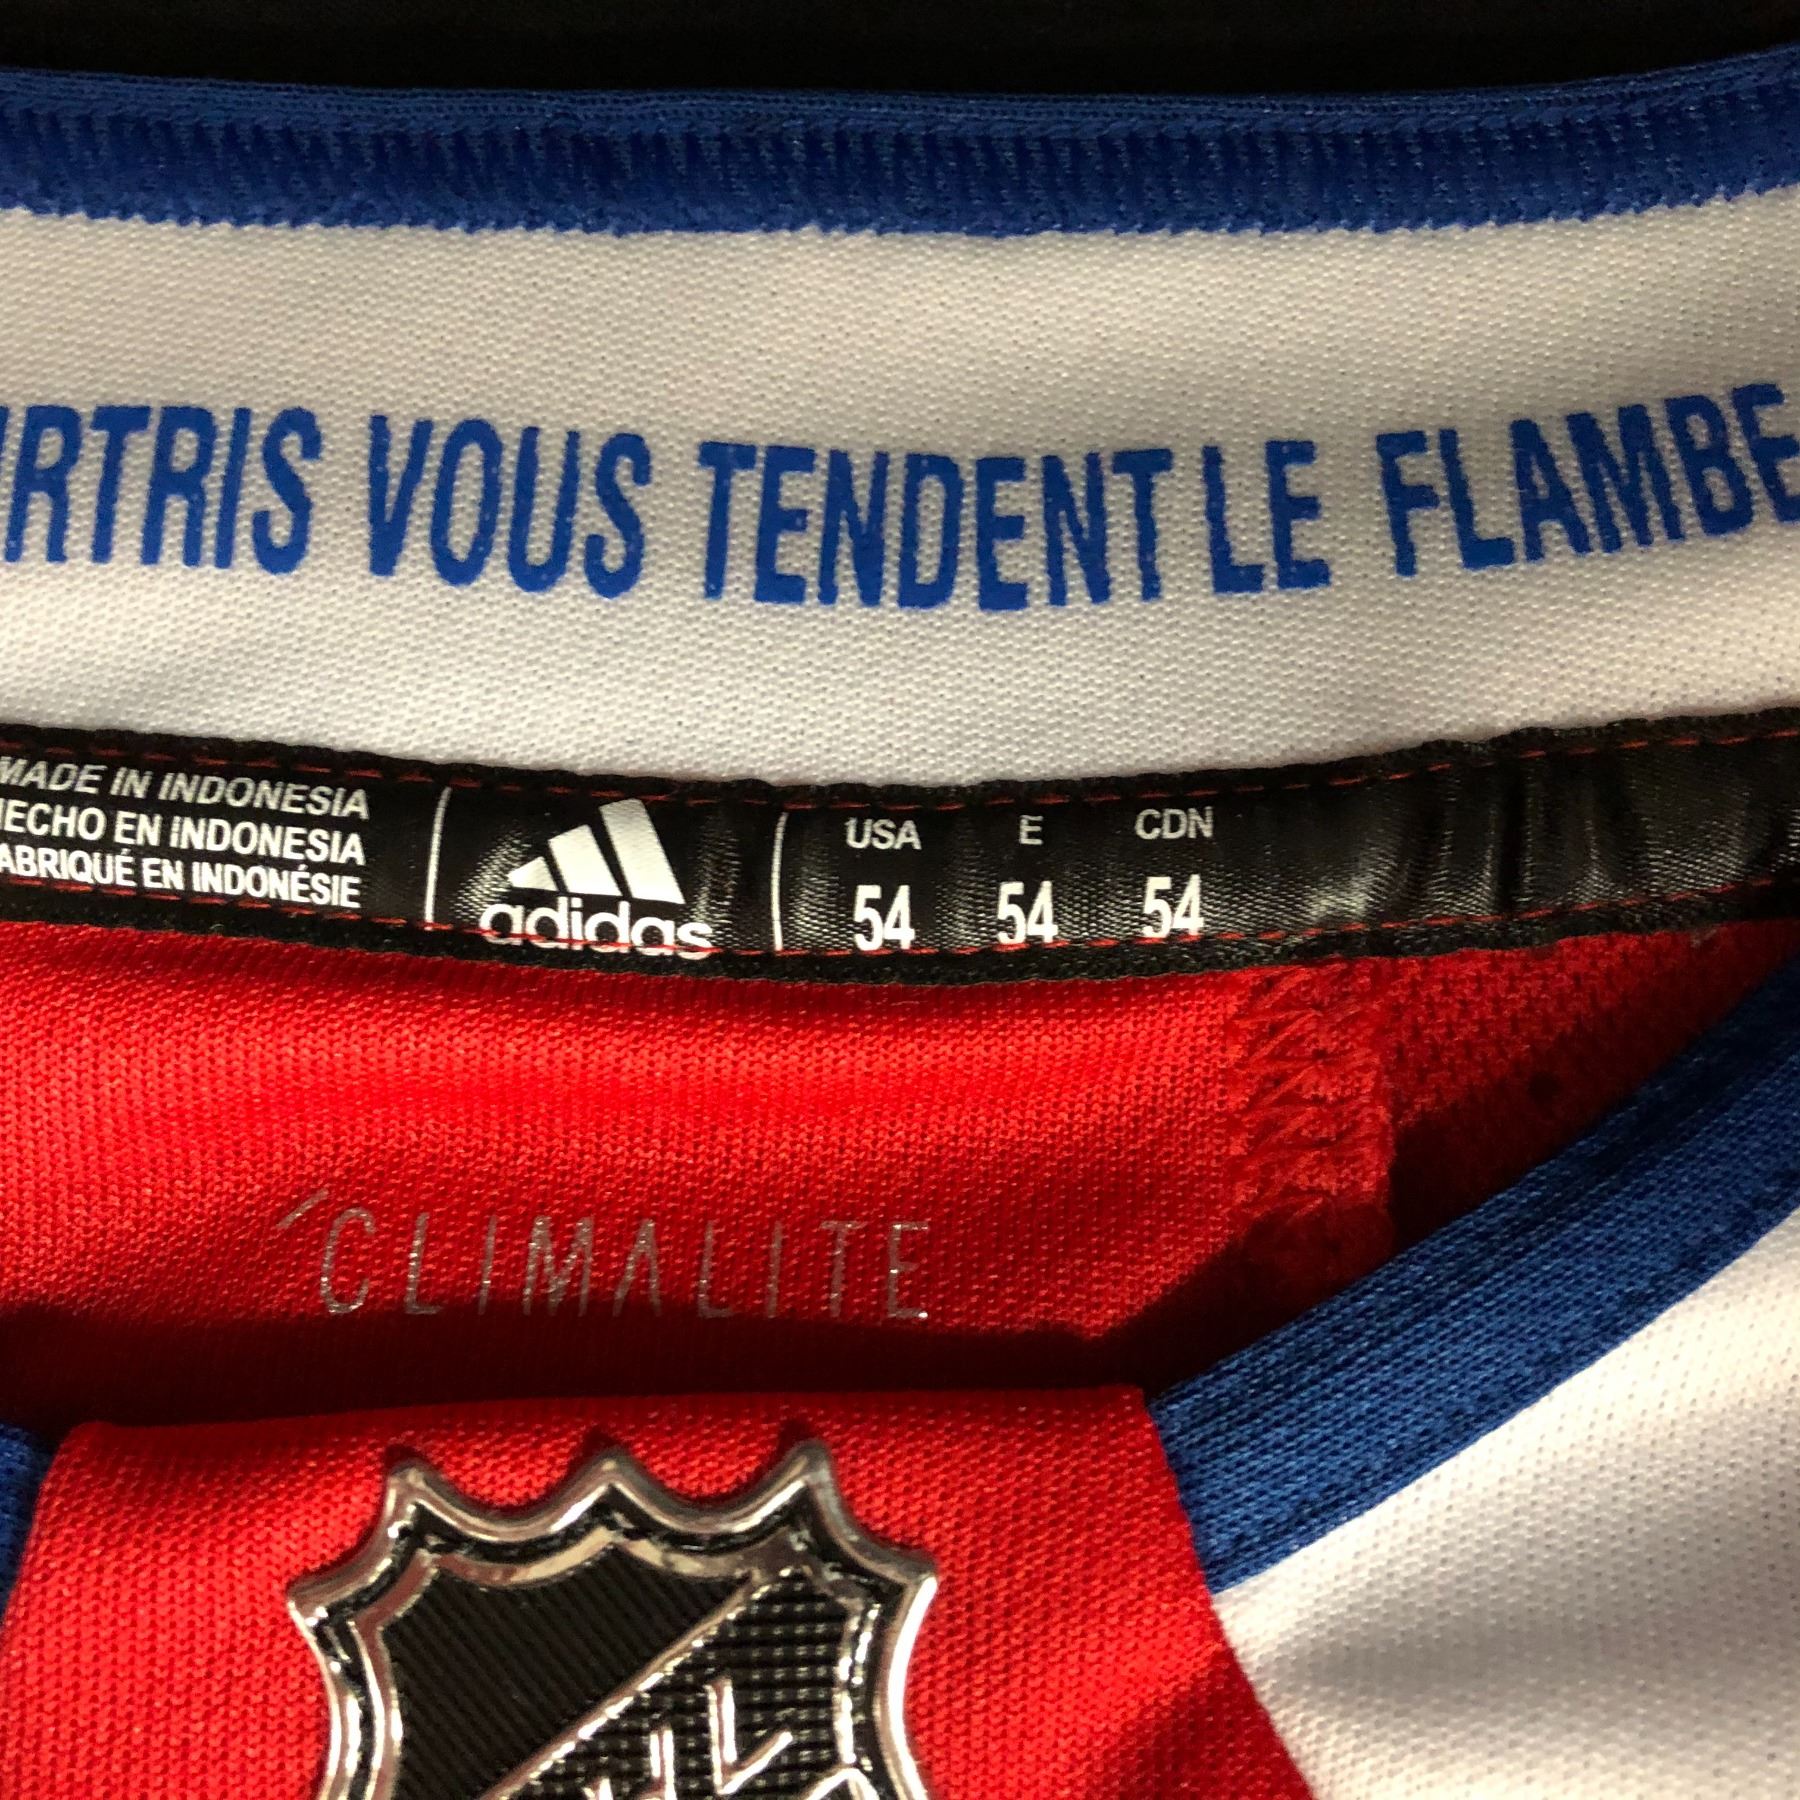 RTRIS VOUS TENDENT LE FLAMBE
MADE IN INDONESIA
HECHO EN INDONESIA
ABRIQUÉ EN INDONÉSIE
adidas
USA E CDN
54 54 54
CLIMALITE